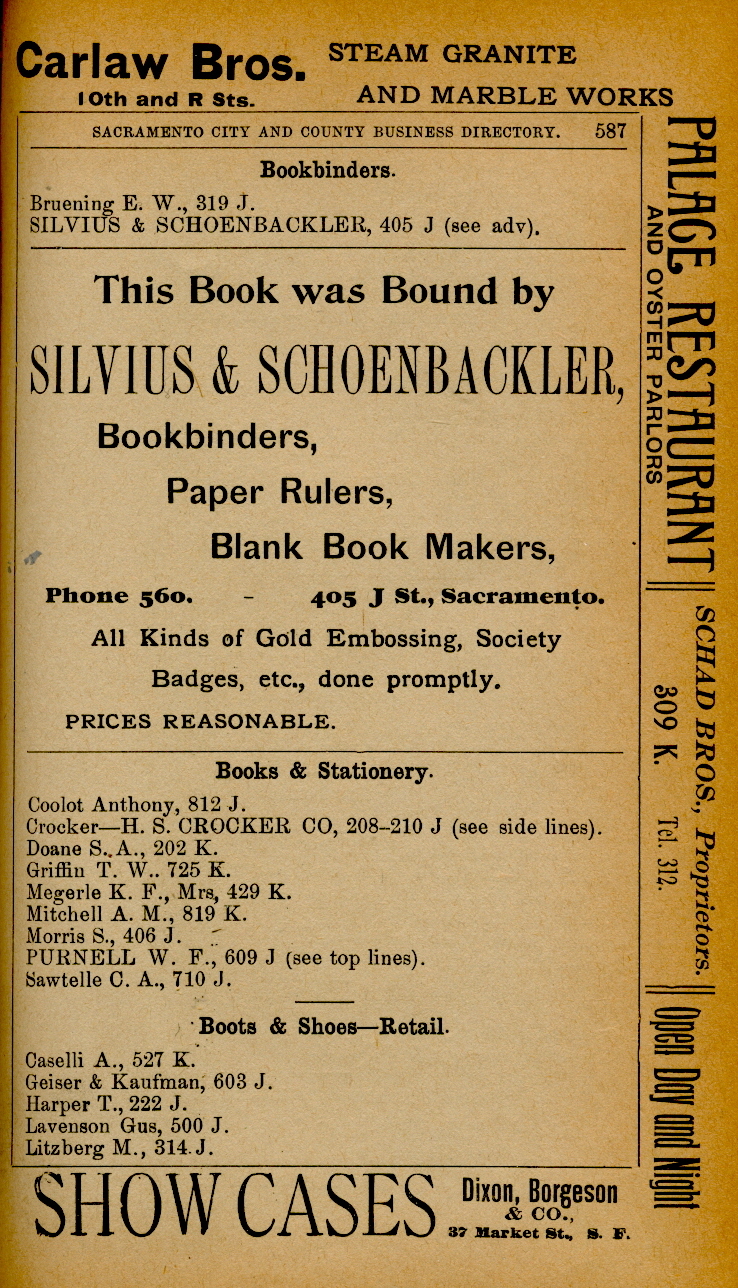 Carlaw Bros. STEAM GRANITE
10th and R Sts. AND MARBLE WORKS
SACRAMENTO CITY AND COUNTY BUSINESS DIRECTORY. 587
Bookbinders.
Bruening E. W., 319 J.
SILVIUS & SCHOENBACKLER, 405 J (see adv).
This Book was Bound by
SILVIUS & SCHOENBACKLER,
Bookbinders,
Paper Rulers,
Blank Book Makers,
Phone 560. - 405 J St., Sacramento.
All Kinds of Gold Embossing, Society
Badges, etc., done promptly.
PRICES REASONABLE.
Books & Stationery.
Coolot Anthony, 812 J.
Crocker—H. S. CROCKER CO, 208–210 J (see side lines).
Doane S. A., 202 K.
Griffin T. W.. 725 K.
Megerle K. F., Mrs, 429 K.
Mitchell A. M., 819 K.
Morris S., 406 J.
PURNELL W. F., 609 J (see top lines).
Sawtelle C. A., 710 J.
Boots & Shoes—Retail.
Caselli A., 527 K.
Geiser & Kaufman, 603 J.
Harper T., 222 J.
Lavenson Gus, 500 J.
Litzberg M., 314 J.
PALACE RESTAURANT
AND OYSTER PARLORS
SCHAD BROS., Proprietors.
309 K. Tel. 312.
Open Day and Night
SHOW CASES Dixon, Borgeson
& CO.,
37 Market St., S. F.